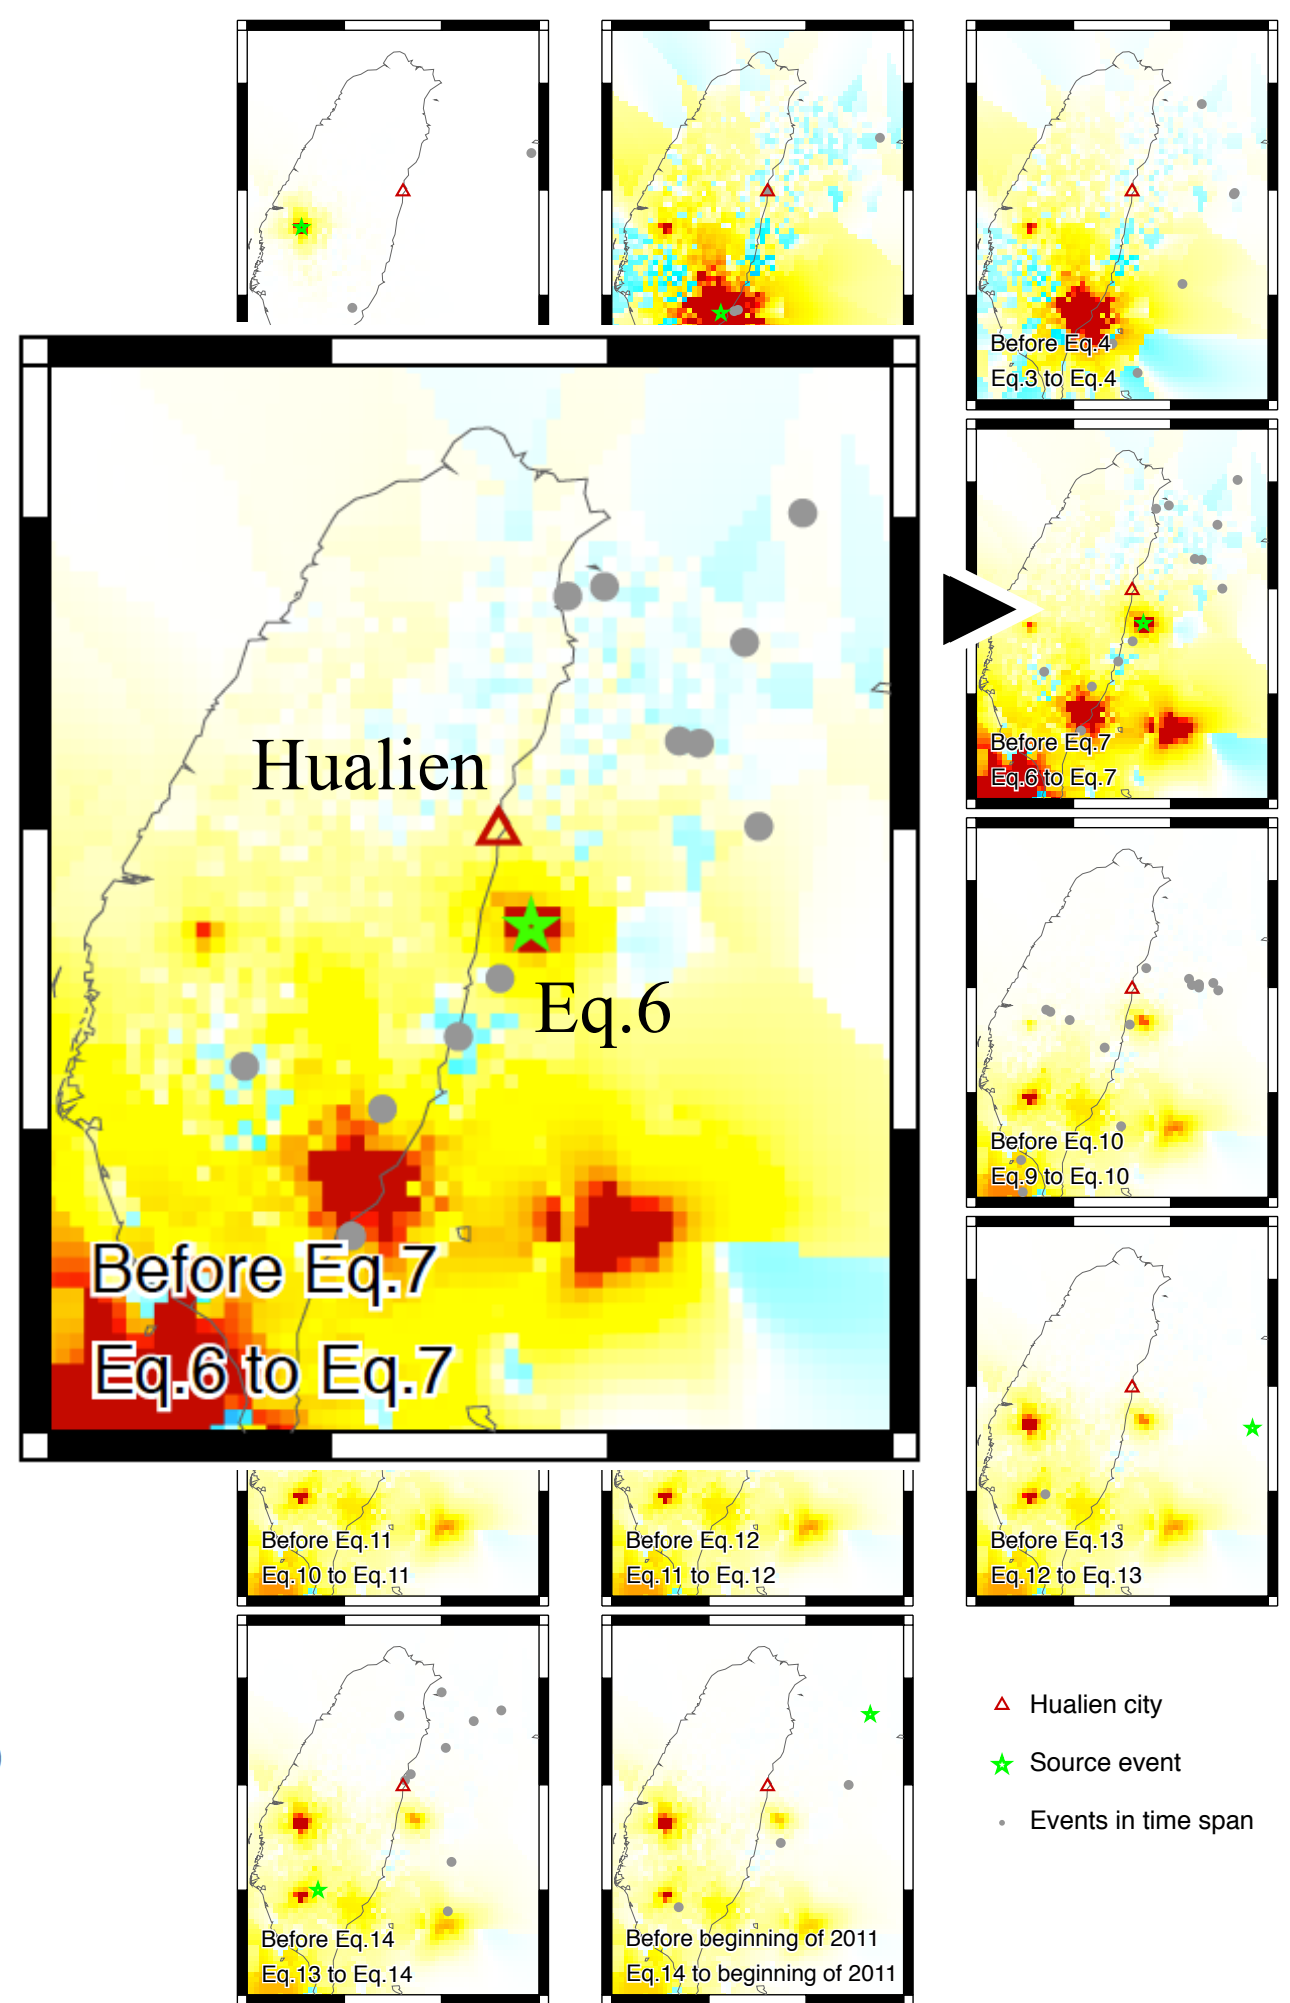 Before Eq.4
Eq.3 to Eq.4
Hualien
Eq.6
Before Eq.7
Eq.6 to Eq.7
Before Eq.7
Eq.6 to Eq.7
Before Eq.10
Eq.9 to Eq.10
Before Eq.11
Eq.10 to Eq.11
Before Eq.12
Eq.11 to Eq.12
Before Eq.13
Eq.12 to Eq.13
Before Eq.14
Eq.13 to Eq.14
Before beginning of 2011
Eq.14 to beginning of 2011
Hualien city
Source event
Events in time span